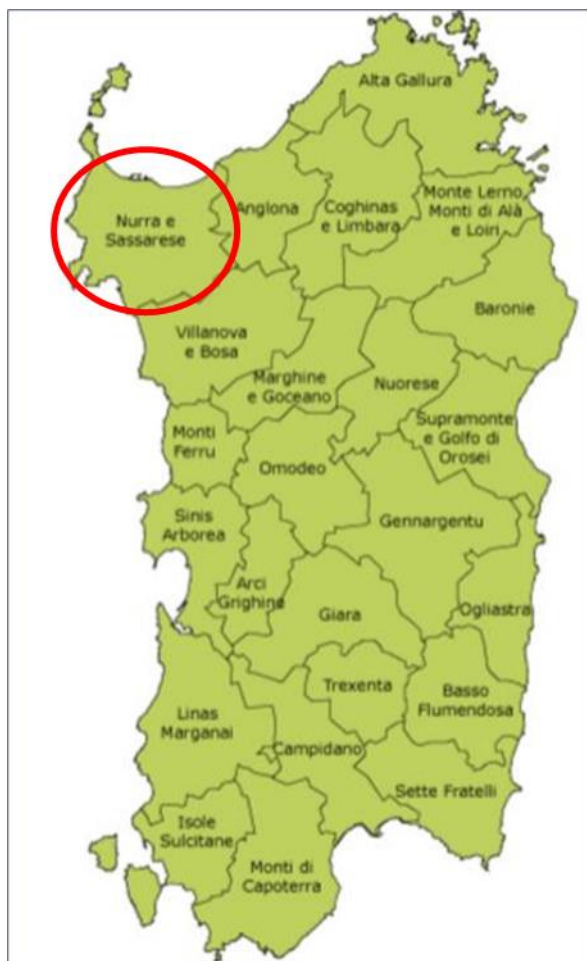 Alta Gallura
Nurra e
Sassarese
Anglona
Coghinas
e Limbara
Monte Lerno,
Monti di Alà
e Loiri
Baronie
Villanova
e Bosa
Marghine
e Goceano
Nuorese
Supramonte
e Golfo di
Orosei
Monti
Ferru
Omodeo
Sinis
Arborea
Gennargentu
Arci
Grighine
Giara
Ogliastra
Trexenta
Basso
Flumendosa
Linas
Marganai
Campidano
Sette Fratelli
Isole
Sulcitane
Monti di
Capoterra